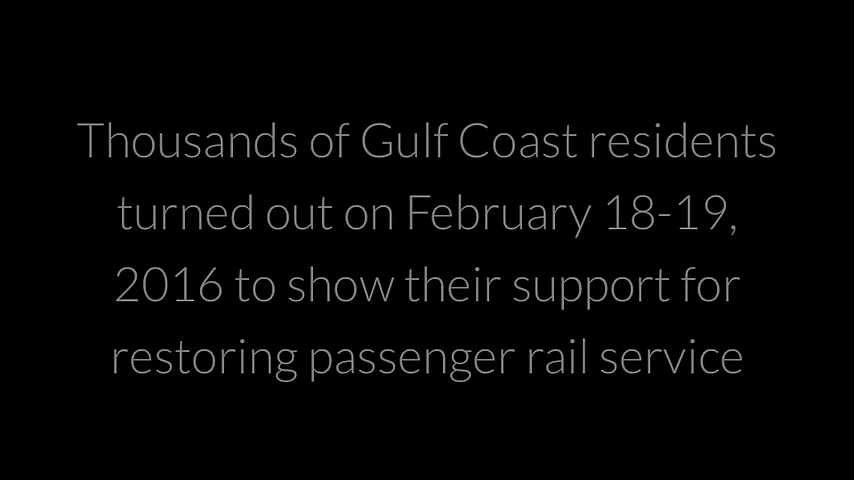 Thousands of Gulf Coast residents
turned out on February 18-19,
2016 to show their support for
restoring passenger rail service